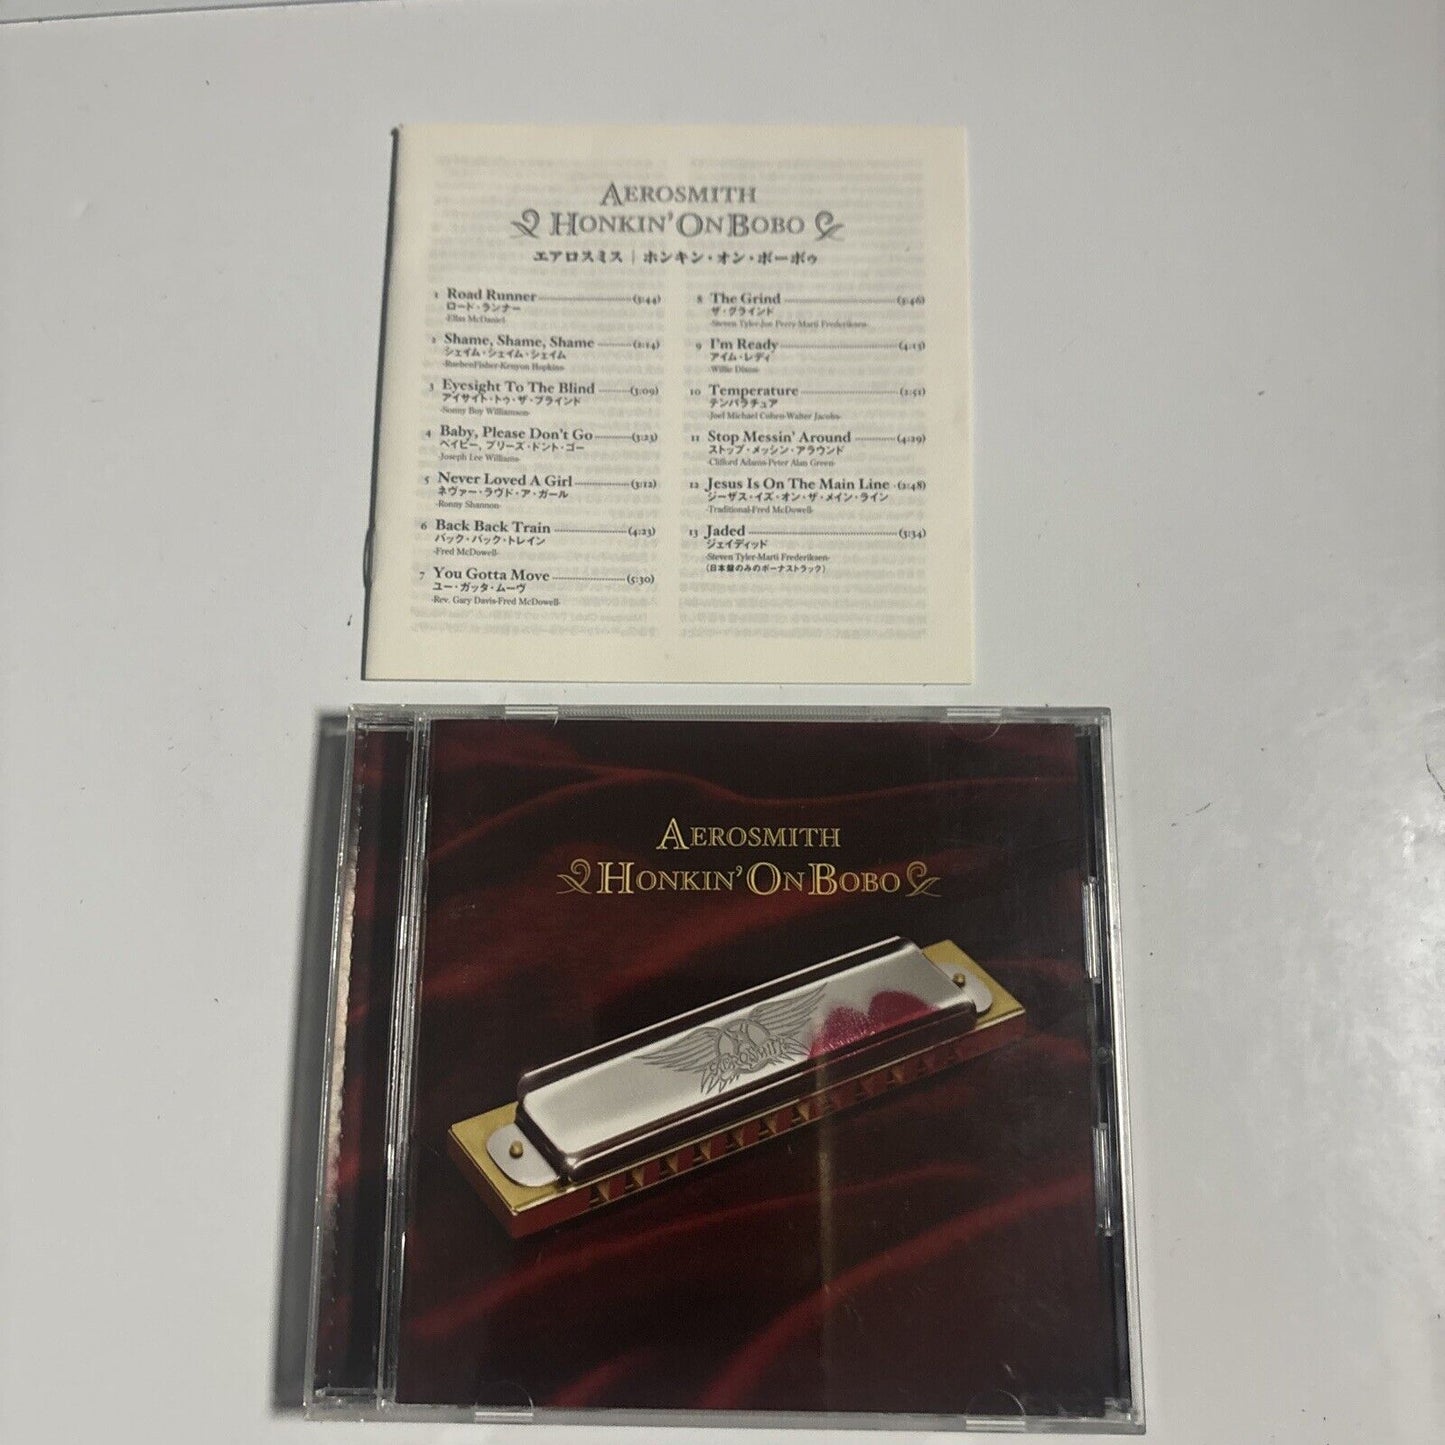 AEROSMITH
HONKIN' ON BOBO
エアロスミス | ホンキン・オン・ボーボゥ
1 Road Runner (3:44)
ロード・ランナー
-Ellas McDaniel-
2 Shame, Shame, Shame (2:14)
シェイム・シェイム・シェイム
-RuebenFisher-Kenyon Hopkins-
3 Eyesight To The Blind (3:09)
アイサイト・トゥ・ザ・ブラインド
-Sonny Boy Williamson-
4 Baby, Please Don't Go (3:23)
ベイビー, プリーズ・ドント・ゴー
-Joseph Lee Williams-
5 Never Loved A Girl (3:12)
ネヴァー・ラヴド・ア・ガール
-Ronny Shannon-
6 Back Back Train (4:23)
バック・バック・トレイン
-Fred McDowell-
7 You Gotta Move (5:30)
ユー・ガッタ・ムーヴ
-Rev. Gary Davis-Fred McDowell-
8 The Grind (3:46)
ザ・グラインド
-Steven Tyler-Joe Perry-Marti Frederiksen-
9 I'm Ready (4:13)
アイム・レディ
-Willie Dixon-
10 Temperature (2:51)
テンパラチュア
-Joel Michael Cohen-Walter Jacobs-
11 Stop Messin' Around (4:29)
ストップ・メッシン・アラウンド
-Clifford Adams-Peter Alan Green-
12 Jesus Is On The Main Line (2:48)
ジーザス・イズ・オン・ザ・メイン・ライン
-Traditional-Fred McDowell-
13 Jaded (3:34)
ジェイディッド
-Steven Tyler-Marti Frederiksen-
(日本盤のみのボーナストラック)
AEROSMITH
HONKIN' ON BOBO
AEROSMITH